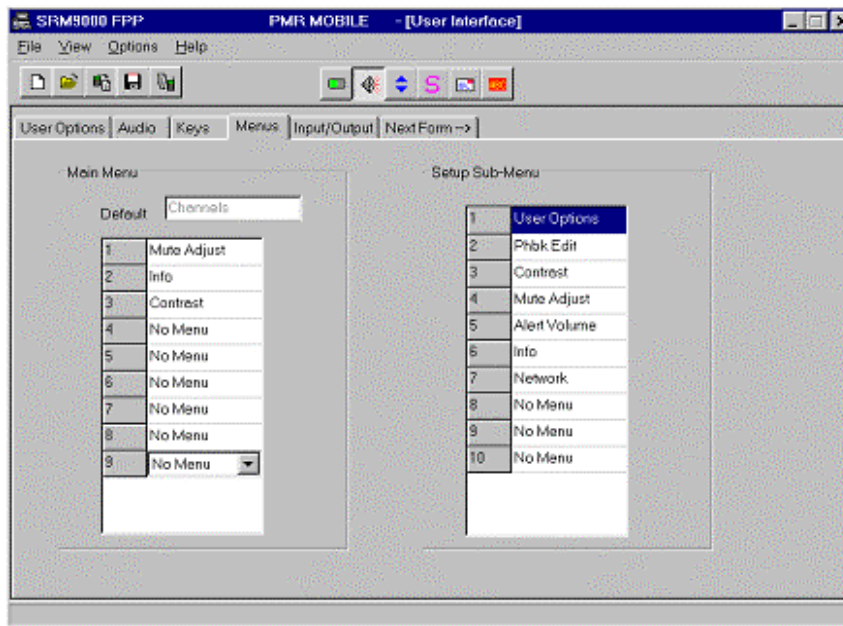 SRM9000 FPP PMR MOBILE - [User Interface]
File View Options Help
S
User Options Audio Keys Menus Input/Output Next Form -->
Main Menu
Default Channels
1 Mute Adjust
2 Info
3 Contrast
4 No Menu
5 No Menu
6 No Menu
7 No Menu
8 No Menu
9 No Menu
Setup Sub-Menu
1 User Options
2 Phbk Edit
3 Contrast
4 Mute Adjust
5 Alert Volume
6 Info
7 Network
8 No Menu
9 No Menu
10 No Menu